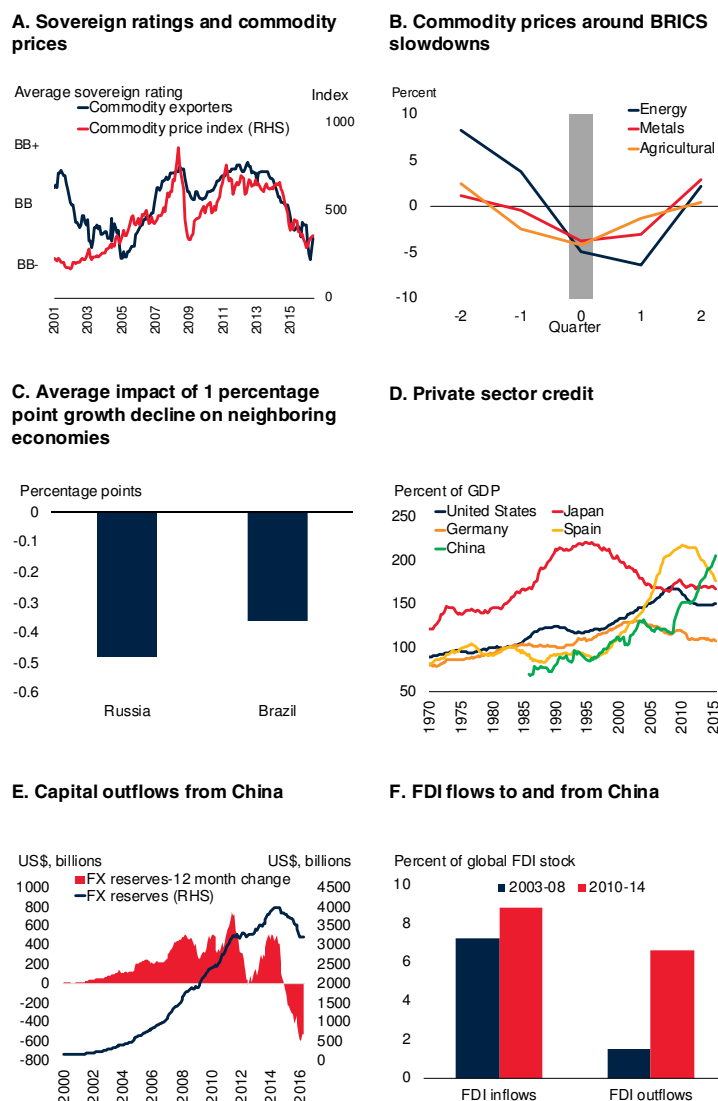 A. Sovereign ratings and commodity
prices
Average sovereign rating
Index
Commodity exporters
Commodity price index (RHS)
1000
BB+
BB
500
BB-
0
2001
2003
2005
2007
2009
2011
2013
2015
B. Commodity prices around BRICS
slowdowns
Percent
Energy
Metals
Agricultural
10
5
0
-5
-10
-2
-1
0
1
2
Quarter
C. Average impact of 1 percentage
point growth decline on neighboring
economies
Percentage points
0
-0.1
-0.2
-0.3
-0.4
-0.5
-0.6
Russia
Brazil
D. Private sector credit
Percent of GDP
United States
Japan
Germany
Spain
China
250
200
150
100
50
1970
1975
1980
1985
1990
1995
2000
2005
2010
2015
E. Capital outflows from China
US$, billions
US$, billions
FX reserves-12 month change
FX reserves (RHS)
1000
800
600
400
200
0
-200
-400
-600
-800
4500
4000
3500
3000
2500
2000
1500
1000
500
0
2000
2002
2004
2006
2008
2010
2012
2014
2016
F. FDI flows to and from China
Percent of global FDI stock
2003-08
2010-14
10
8
6
4
2
0
FDI inflows
FDI outflows